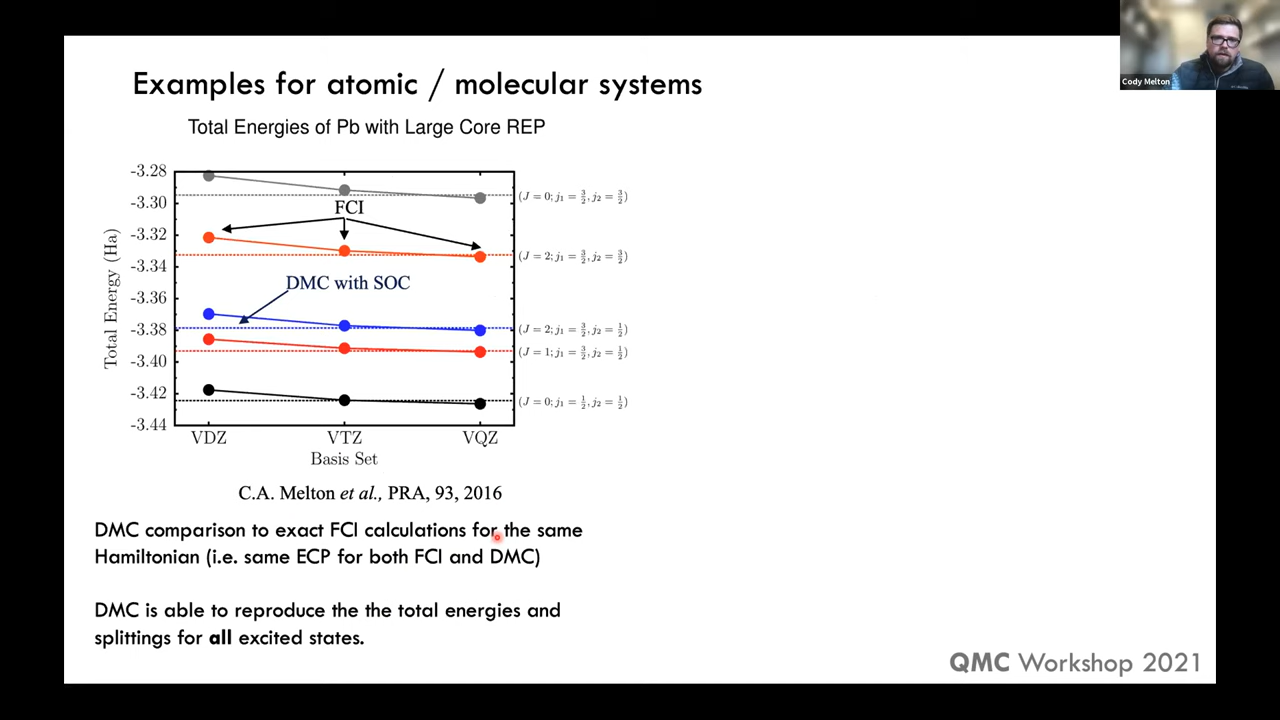 Cody Melton
Examples for atomic / molecular systems
Total Energies of Pb with Large Core REP
-3.28
-3.30
-3.32
-3.34
-3.36
-3.38
-3.40
-3.42
-3.44
Total Energy (Ha)
FCI
DMC with SOC
(J = 0; j₁ = 3/2, j₂ = 3/2)
(J = 2; j₁ = 3/2, j₂ = 3/2)
(J = 2; j₁ = 3/2, j₂ = 1/2)
(J = 1; j₁ = 3/2, j₂ = 1/2)
(J = 0; j₁ = 1/2, j₂ = 1/2)
VDZ VTZ VQZ
Basis Set
C.A. Melton et al., PRA, 93, 2016
DMC comparison to exact FCI calculations for the same
Hamiltonian (i.e. same ECP for both FCI and DMC)
DMC is able to reproduce the the total energies and
splittings for all excited states.
QMC Workshop 2021